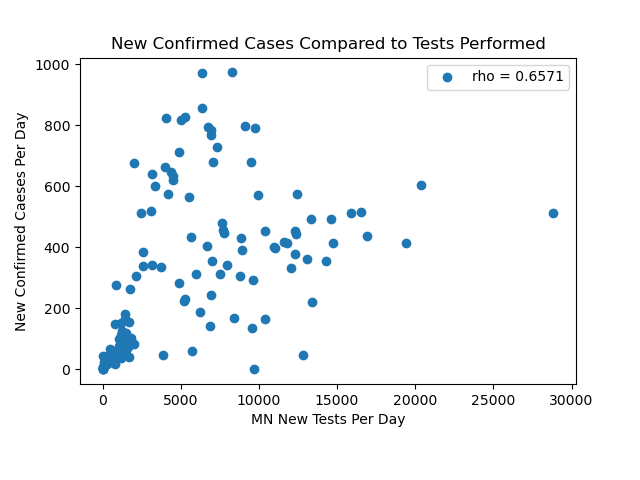 New Confirmed Cases Compared to Tests Performed
rho = 0.6571
1000
800
600
400
200
0
New Confirmed Caeses Per Day
0 5000 10000 15000 20000 25000 30000
MN New Tests Per Day